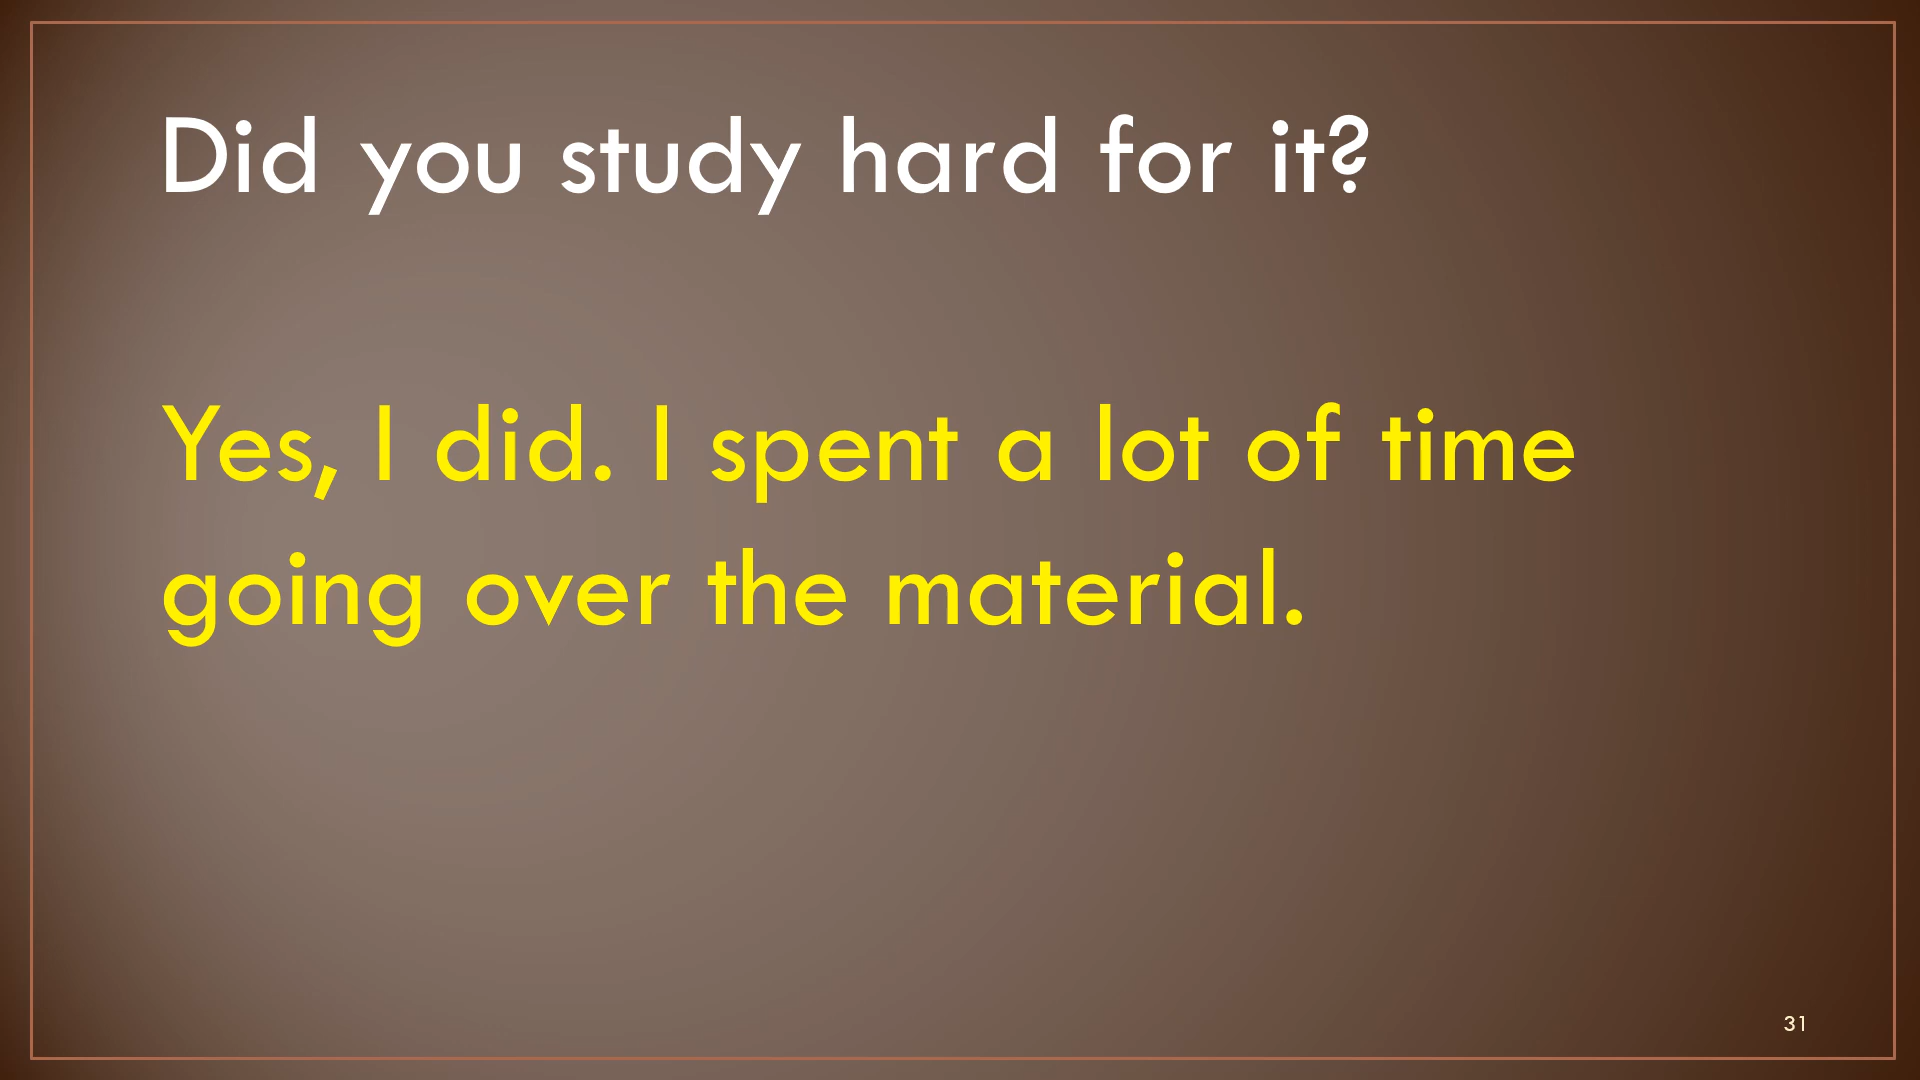 Did you study hard for it?
Yes, I did. I spent a lot of time
going over the material.
31